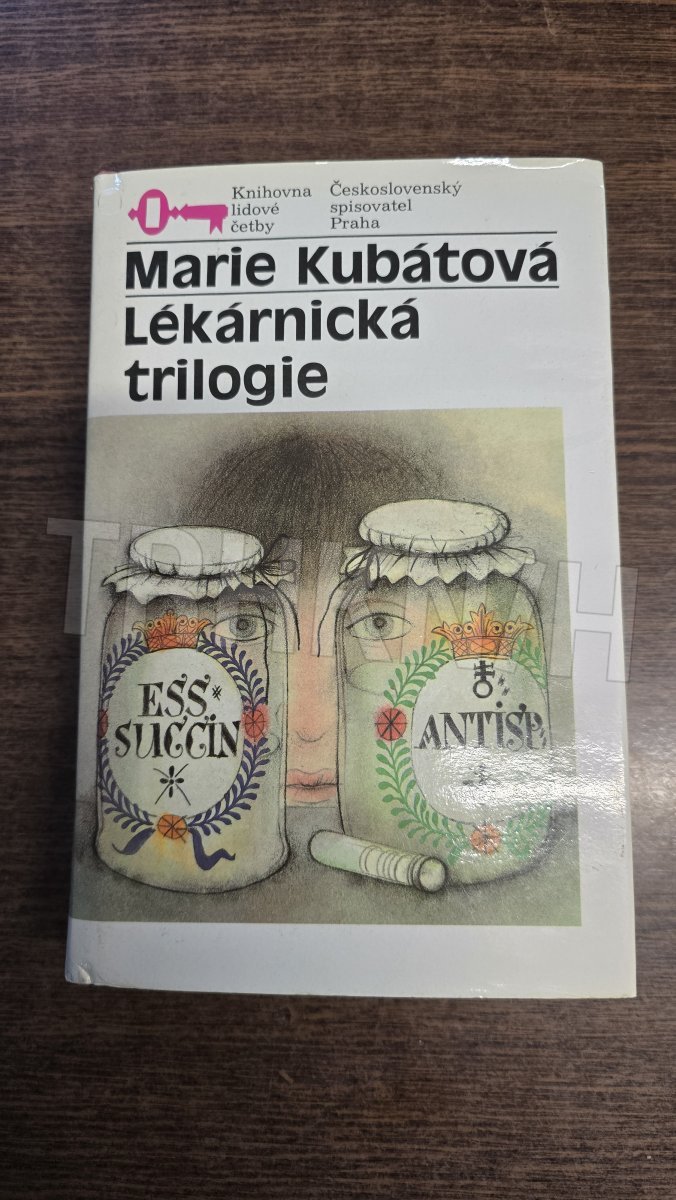 Knihovna
lidové
četby
Československý
spisovatel
Praha
Marie Kubátová
Lékárnická
trilogie
ESS
SUCCIN
ANTISP